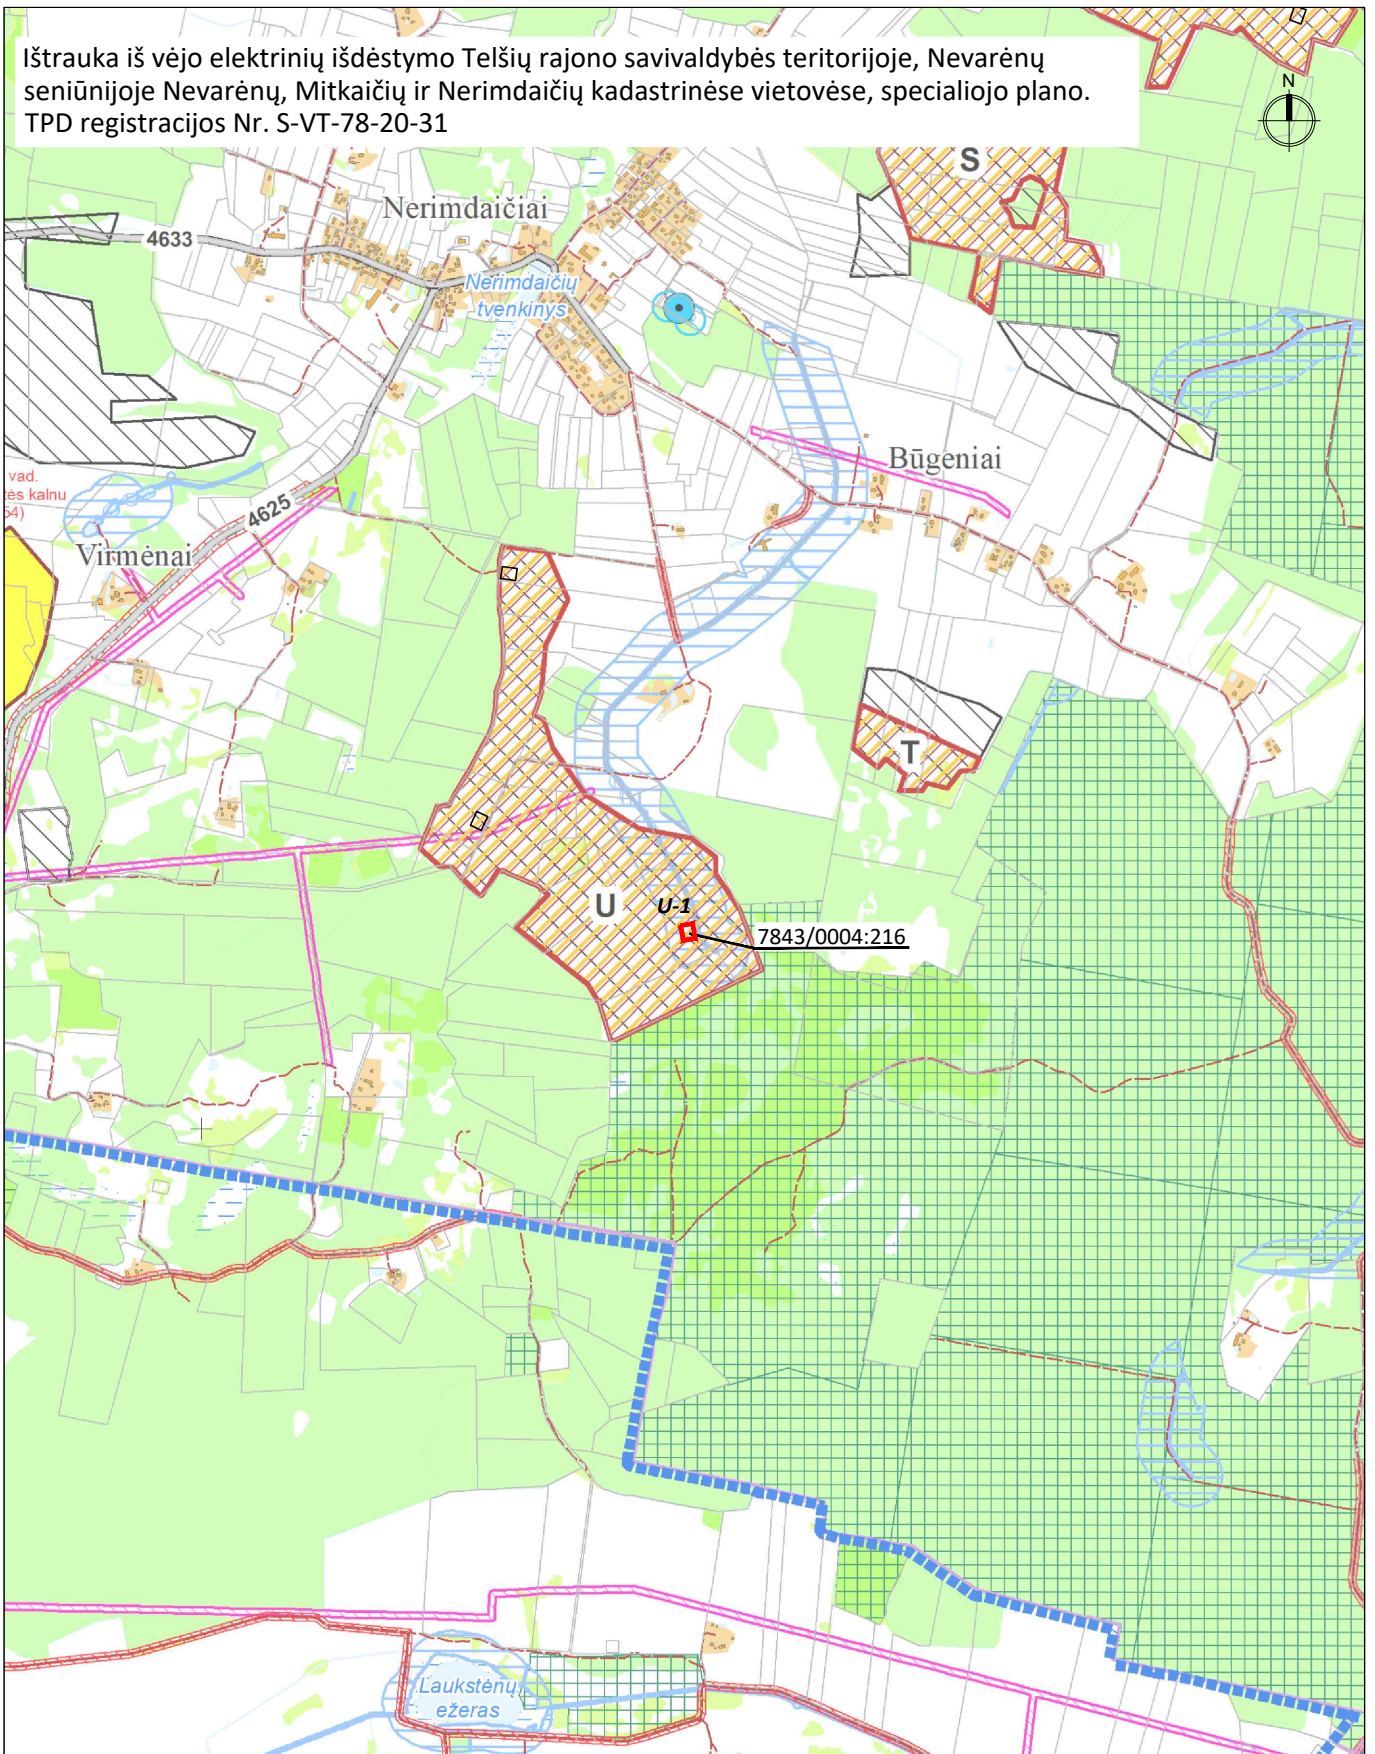 Ištrauka iš vėjo elektrinių išdėstymo Telšių rajono savivaldybės teritorijoje, Nevarėnų
seniūnijoje Nevarėnų, Mitkaičių ir Nerimdaičių kadastrinėse vietovėse, specialiojo plano.
TPD registracijos Nr. S-VT-78-20-31
N
S
Nerimdaičiai
4633
Nerimdaičių
tvenkinys
Būgeniai
vad.
ės kalnu
54)
4625
Virmėnai
T
U
U-1
7843/0004:216
Laukstėnų
ežeras